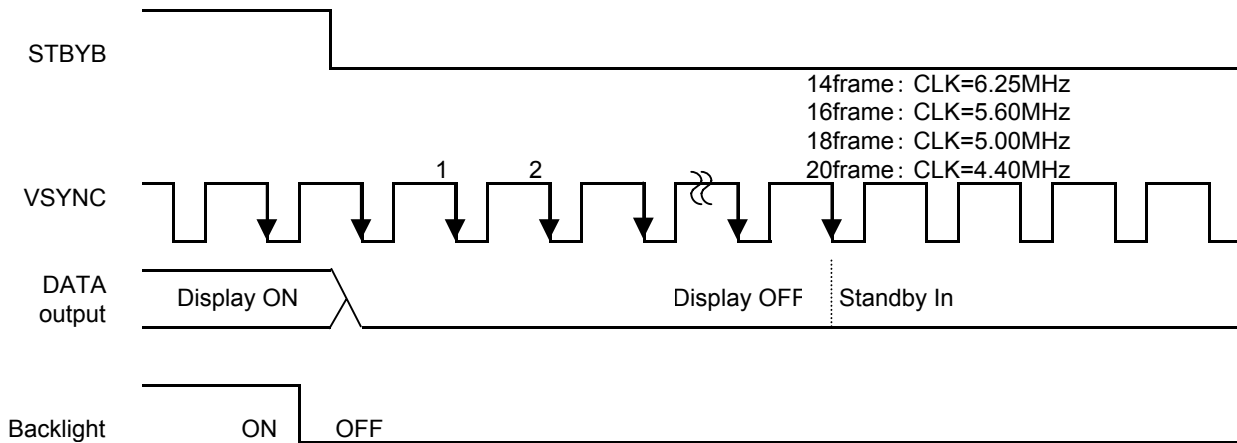 STBYB
14frame： CLK=6.25MHz
16frame： CLK=5.60MHz
18frame： CLK=5.00MHz
20frame： CLK=4.40MHz
1 2
VSYNC
DATA
output
Display ON
Display OFF
Standby In
Backlight
ON
OFF